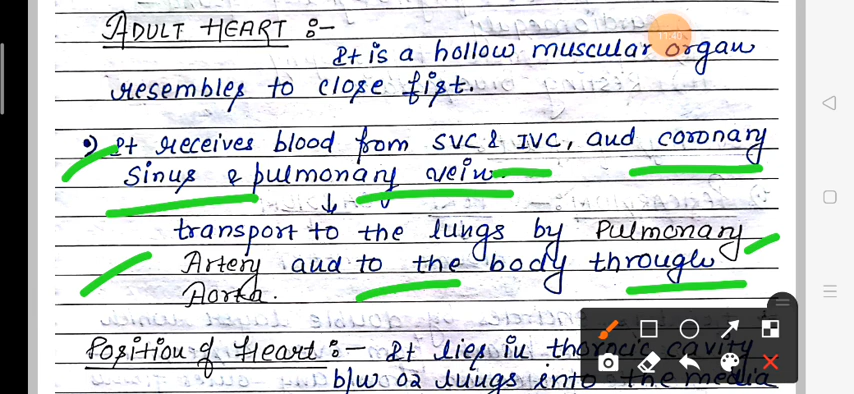 ADULT HEART :-
It is a hollow muscular organ
resembles to close fist.
It receives blood from SVC & IVC, and coronary
Sinus & pulmonary vein
↓
transport to the lungs by Pulmonary
Artery and to the body through
Aorta.
Position of Heart :- It lies in thoracic cavity
b/w 02 lungs into the media
11:40